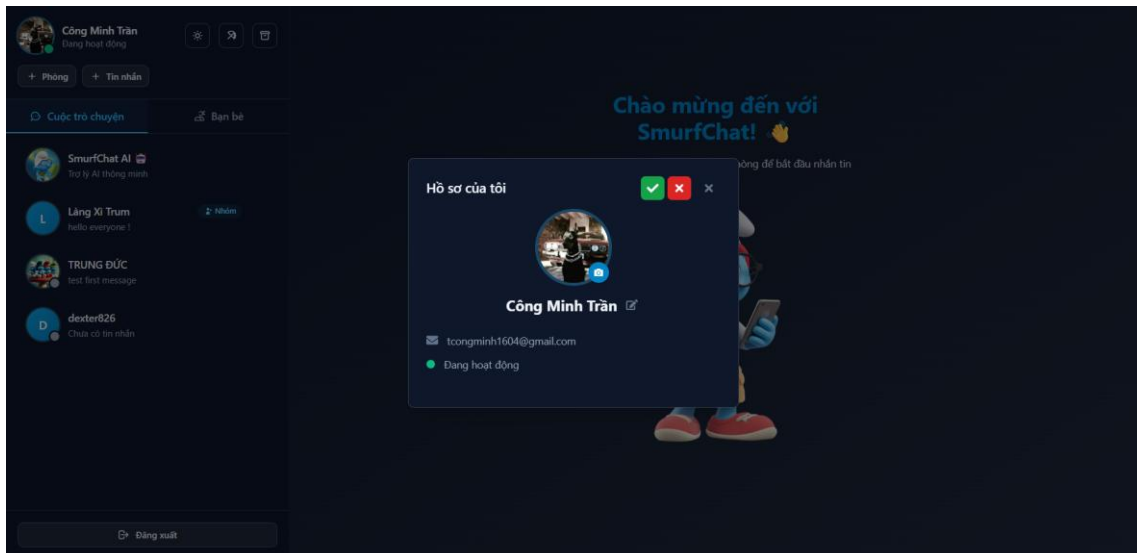 Công Minh Trần
Đang hoạt động
+ Phòng
+ Tin nhắn
Cuộc trò chuyện
Bạn bè
SmurfChat AI
Trợ lý AI thông minh
L
Làng Xì Trum
Nhóm
hello everyone !
TRUNG ĐỨC
test first message
D
dexter826
Chưa có tin nhắn
Đăng xuất
Chào mừng đến với
SmurfChat! 👋
phòng để bắt đầu nhắn tin
Hồ sơ của tôi
Công Minh Trần
tcongminh1604@gmail.com
Đang hoạt động